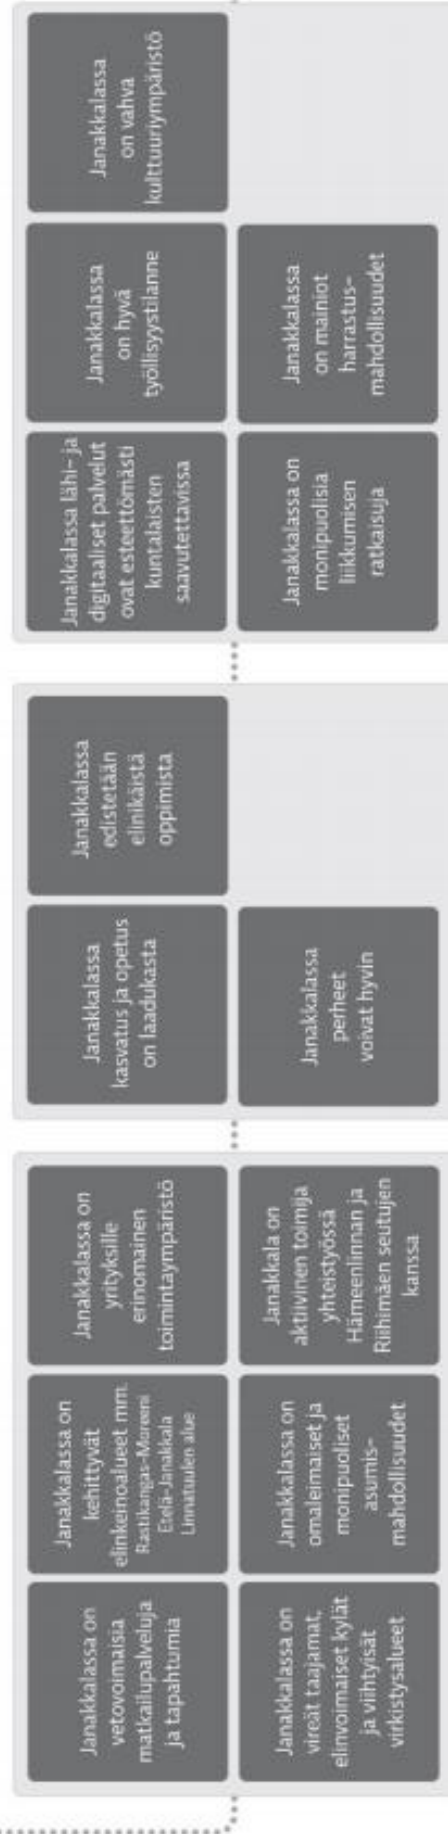 Janakkalassa on
vetovoimaisia
matkailupalveluja
ja tapahtumia
Janakkalassa on
kehittyvät
elinkeinoalueet mm.
Rastikangas-Moreeni
Etelä-Janakkala
Linnatuulen alue
Janakkalassa on
yrityksille
erinomainen
toimintaympäristö
Janakkalassa on
vireät taajamat,
elinvoimaiset kylät
ja viihtyisät
virkistysalueet
Janakkalassa on
omaleimaiset ja
monipuoliset
asumis-
mahdollisuudet
Janakkala on
aktiivinen toimija
yhteistyössä
Hämeenlinnan ja
Riihimäen seutujen
kanssa
Janakkalassa
kasvatus ja opetus
on laadukasta
Janakkalassa
edistetään
elinikäistä
oppimista
Janakkalassa
perheet
voivat hyvin
Janakkalassa lähi- ja
digitaaliset palvelut
ovat esteettömästi
kuntalaisten
saavutettavissa
Janakkalassa
on hyvä
työllisyystilanne
Janakkalassa
on vahva
kulttuuriympäristö
Janakkalassa on
monipuolisia
liikkumisen
ratkaisuja
Janakkalassa
on mainiot
harrastus-
mahdollisuudet